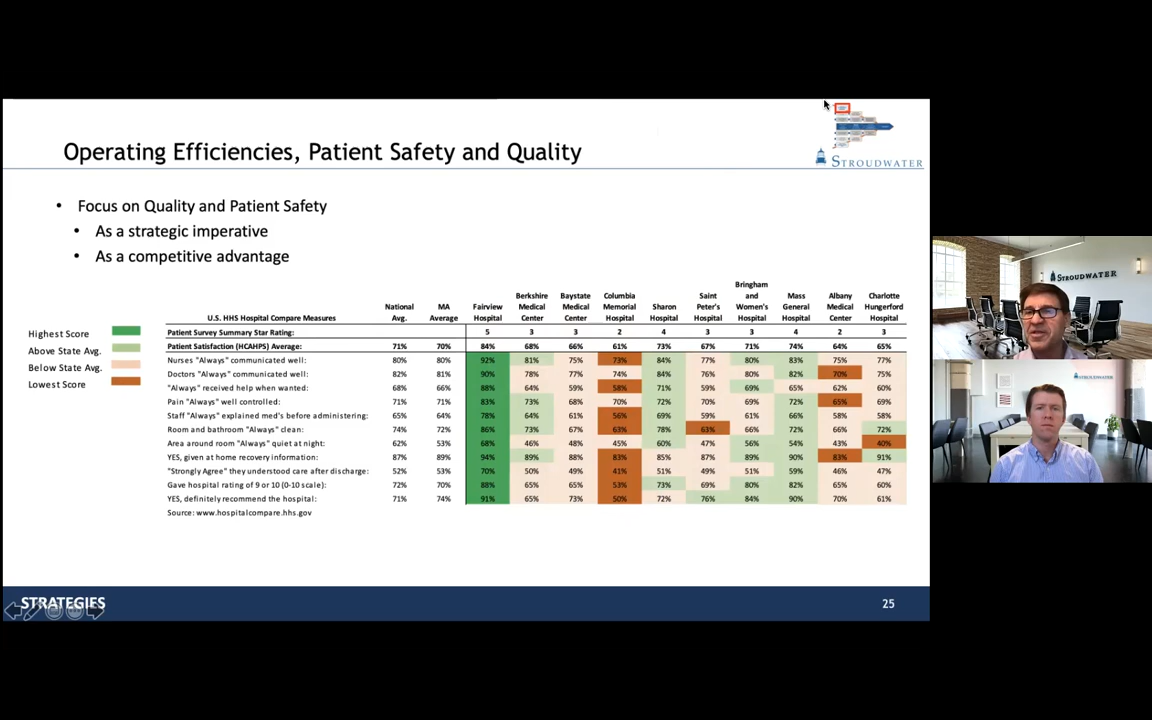 Operating Efficiencies, Patient Safety and Quality
STROUDWATER
• Focus on Quality and Patient Safety
• As a strategic imperative
• As a competitive advantage
Highest Score
Above State Avg.
Below State Avg.
Lowest Score
U.S. HHS Hospital Compare Measures National Avg. MA Average Fairview Hospital Berkshire Medical Center Baystate Medical Center Columbia Memorial Hospital Sharon Hospital Saint Peter's Hospital Bringham and Women's Hospital Mass General Hospital Albany Medical Center Charlotte Hungerford Hospital
Patient Survey Summary Star Rating: 5 3 3 2 4 3 3 4 2 3
Patient Satisfaction (HCAHPS) Average: 71% 70% 84% 68% 66% 61% 73% 67% 71% 74% 64% 65%
Nurses "Always" communicated well: 80% 80% 92% 81% 75% 73% 84% 77% 80% 83% 75% 77%
Doctors "Always" communicated well: 82% 81% 90% 78% 77% 74% 84% 76% 80% 82% 70% 75%
"Always" received help when wanted: 68% 66% 88% 64% 59% 58% 71% 59% 69% 65% 62% 60%
Pain "Always" well controlled: 71% 71% 83% 73% 68% 70% 72% 70% 69% 72% 65% 69%
Staff "Always" explained med's before administering: 65% 64% 78% 64% 61% 56% 69% 59% 61% 66% 58% 58%
Room and bathroom "Always" clean: 74% 72% 86% 73% 67% 63% 78% 63% 66% 72% 66% 72%
Area around room "Always" quiet at night: 62% 53% 68% 46% 48% 45% 60% 47% 56% 54% 43% 40%
YES, given at home recovery information: 87% 89% 94% 89% 88% 83% 85% 87% 89% 90% 83% 91%
"Strongly Agree" they understood care after discharge: 52% 53% 70% 50% 49% 41% 51% 49% 51% 59% 46% 47%
Gave hospital rating of 9 or 10 (0-10 scale): 72% 70% 88% 65% 65% 53% 73% 69% 80% 82% 65% 60%
YES, definitely recommend the hospital: 71% 74% 91% 65% 73% 50% 72% 76% 84% 90% 70% 61%
Source: www.hospitalcompare.hhs.gov
STRATEGIES
25
STROUDWATER
STROUDWATER